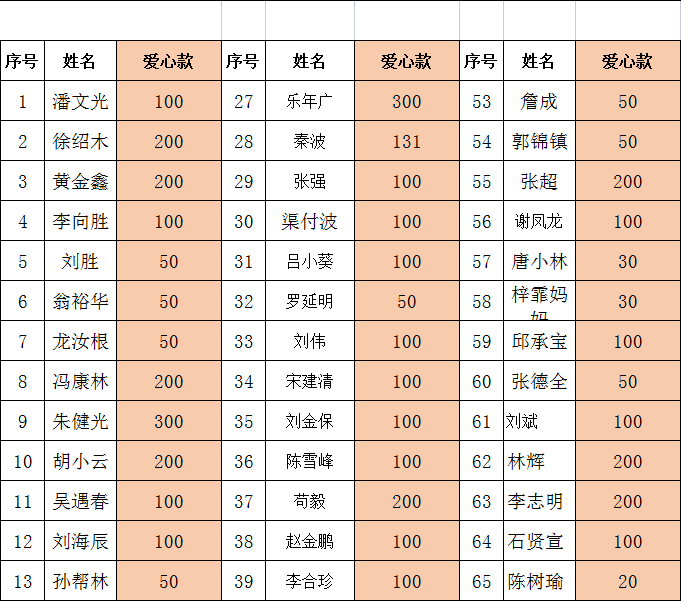 序号 姓名 爱心款 序号 姓名 爱心款 序号 姓名 爱心款
1 潘文光 100 27 乐年广 300 53 詹成 50
2 徐绍木 200 28 秦波 131 54 郭锦镇 50
3 黄金鑫 200 29 张强 100 55 张超 200
4 李向胜 100 30 渠付波 100 56 谢凤龙 100
5 刘胜 50 31 吕小葵 100 57 唐小林 30
6 翁裕华 50 32 罗延明 50 58 梓霏妈妈 30
7 龙汝根 50 33 刘伟 100 59 邱承宝 100
8 冯康林 200 34 宋建清 100 60 张德全 50
9 朱健光 300 35 刘金保 100 61 刘斌 100
10 胡小云 200 36 陈雪峰 100 62 林辉 200
11 吴遇春 100 37 苟毅 200 63 李志明 200
12 刘海辰 100 38 赵金鹏 100 64 石贤宣 100
13 孙帮林 50 39 李合珍 100 65 陈树瑜 20